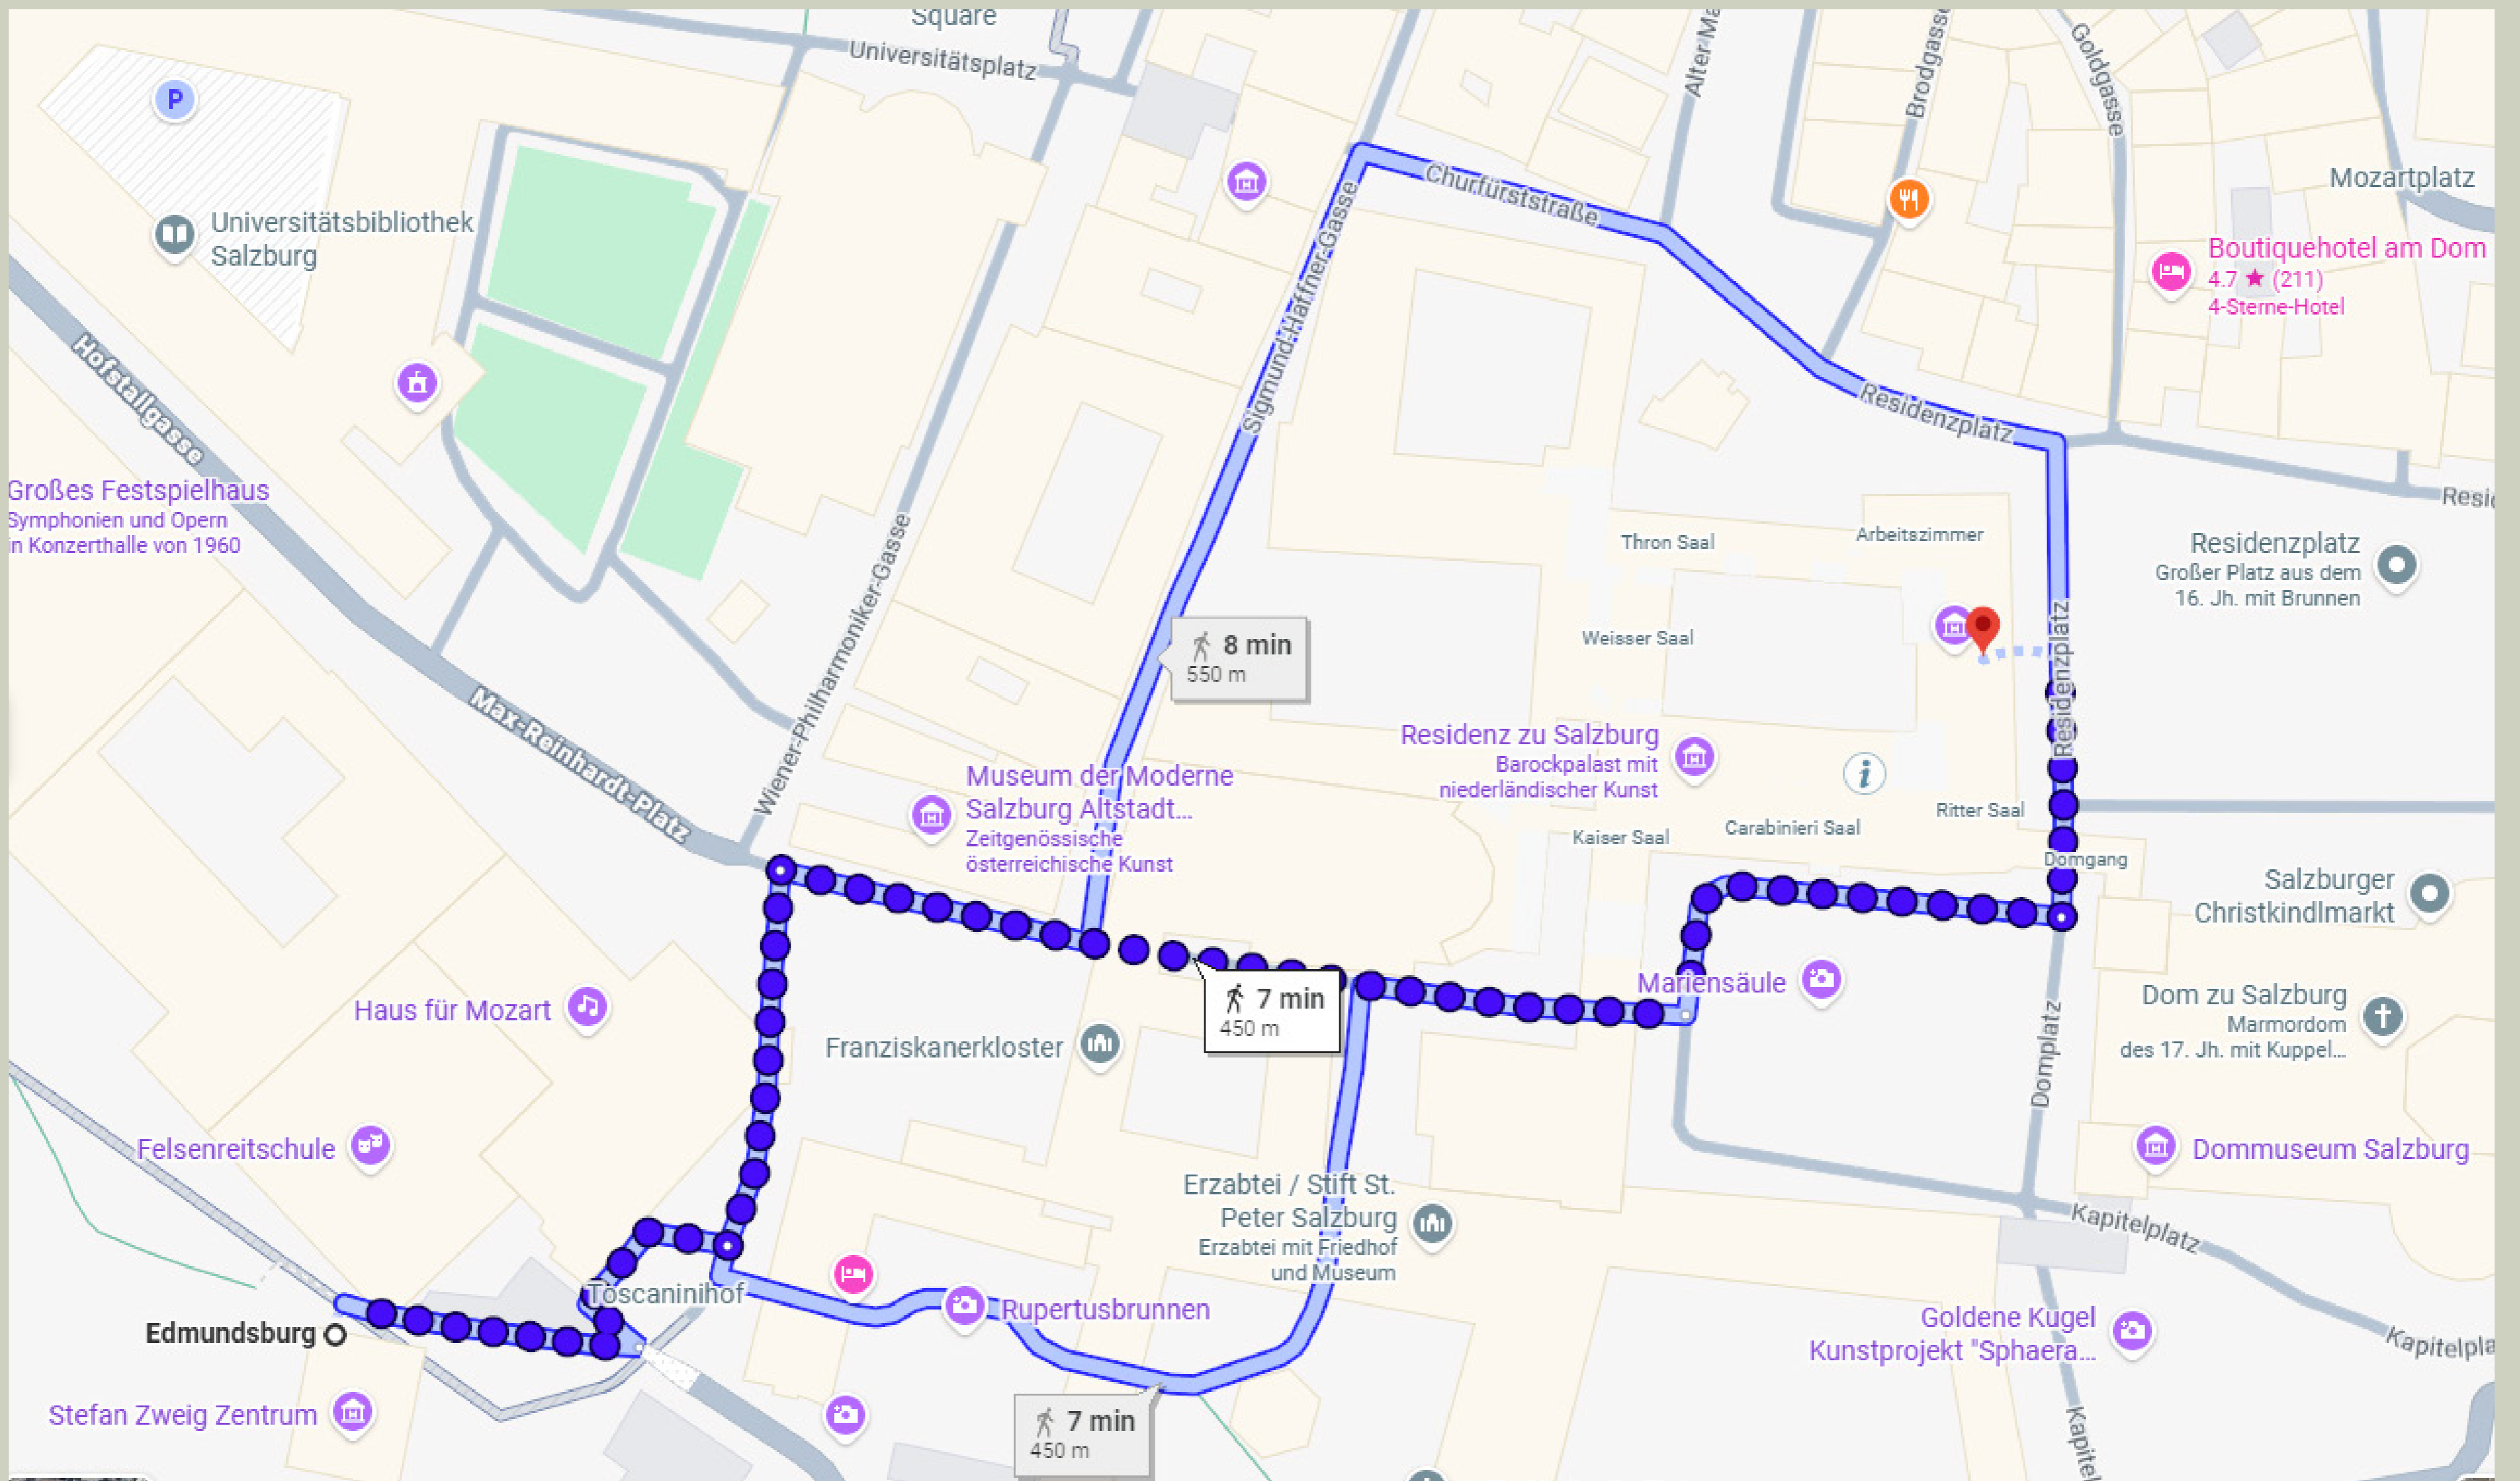 Square
Universitätsplatz
Alter Ma
Brodgasse
Goldgasse
Mozartplatz
P
Universitätsbibliothek
Salzburg
Churfürststraße
Boutiquehotel am Dom
4.7 ★ (211)
4-Sterne-Hotel
Sigmund-Haffner-Gasse
Hofstallgasse
Residenzplatz
Großes Festspielhaus
Symphonien und Opern
in Konzerthalle von 1960
Resid
Thron Saal
Arbeitszimmer
Residenzplatz
Großer Platz aus dem
16. Jh. mit Brunnen
Wiener-Philharmoniker-Gasse
8 min
550 m
Weisser Saal
Residenzplatz
Max-Reinhardt-Platz
Residenz zu Salzburg
Barockpalast mit
niederländischer Kunst
Museum der Moderne
Salzburg Altstadt...
Zeitgenössische
österreichische Kunst
Ritter Saal
Carabinieri Saal
Kaiser Saal
Domgang
Salzburger
Christkindlmarkt
Mariensäule
7 min
450 m
Haus für Mozart
Franziskanerkloster
Dom zu Salzburg
Marmordom
des 17. Jh. mit Kuppel...
Domplatz
Felsenreitschule
Dommuseum Salzburg
Erzabtei / Stift St.
Peter Salzburg
Erzabtei mit Friedhof
und Museum
Kapitelplatz
Toscaninihof
Rupertusbrunnen
Edmundsburg
Goldene Kugel
Kunstprojekt "Sphaera...
Kapitelpla
Stefan Zweig Zentrum
7 min
450 m
Kapitel